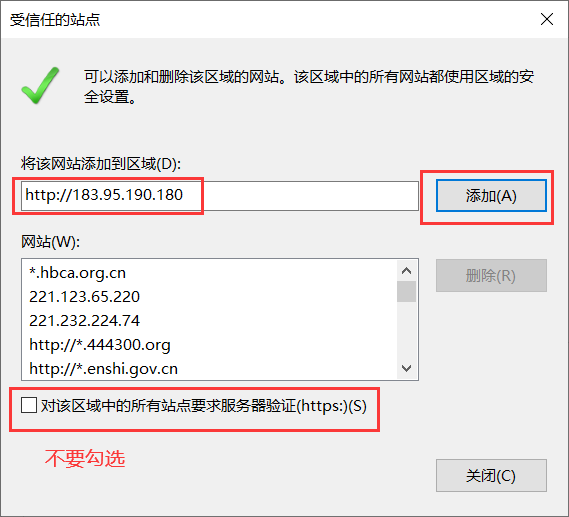 受信任的站点
可以添加和删除该区域的网站。该区域中的所有网站都使用区域的安
全设置。
将该网站添加到区域(D):
http://183.95.190.180
添加(A)
网站(W):
*.hbca.org.cn
221.123.65.220
221.232.224.74
http://*.444300.org
http://*.enshi.gov.cn
删除(R)
对该区域中的所有站点要求服务器验证(https:)(S)
不要勾选
关闭(C)